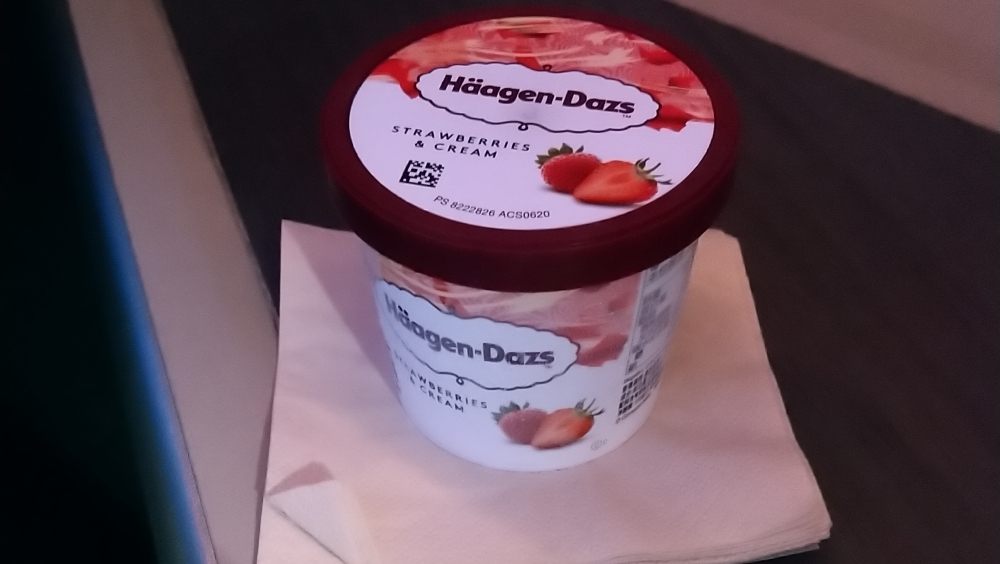 Häagen-Dazs
STRAWBERRIES
& CREAM
PS 8222826 ACS0620
Häagen-Dazs
STRAWBERRIES
& CREAM